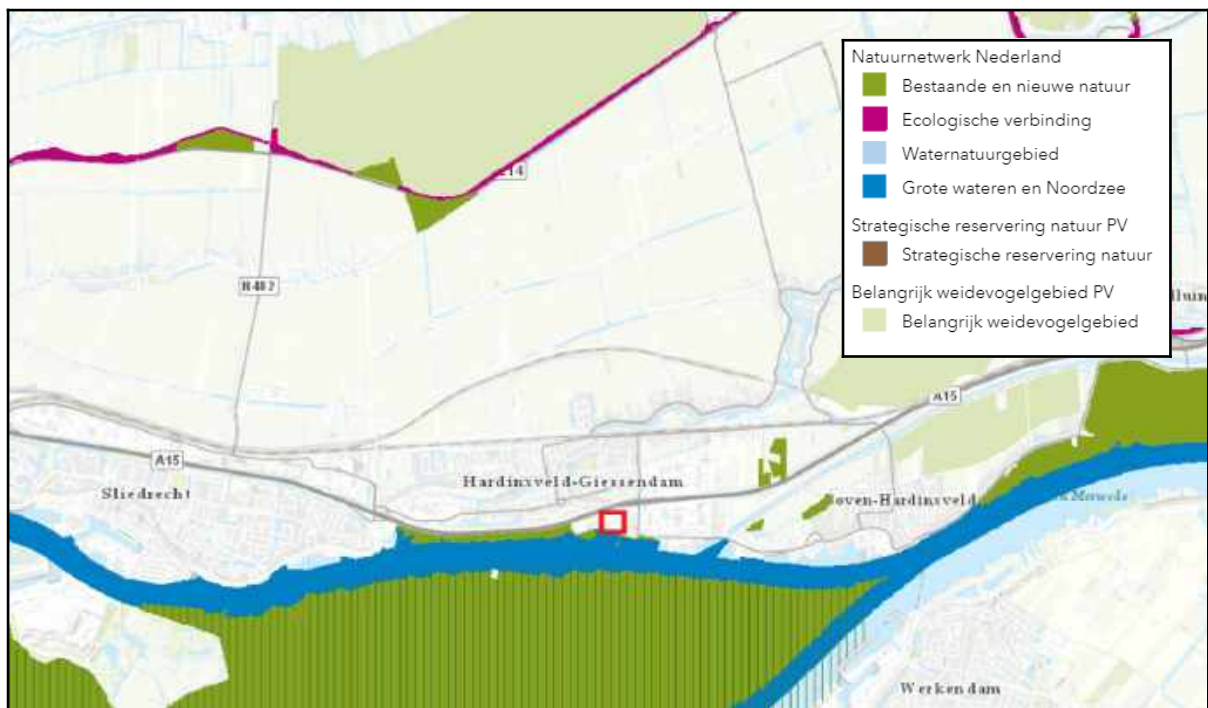 Natuurnetwerk Nederland
Bestaande en nieuwe natuur
Ecologische verbinding
Waternatuurgebied
Grote wateren en Noordzee
Strategische reservering natuur PV
Strategische reservering natuur
Belangrijk weidevogelgebied PV
Belangrijk weidevogelgebied
N482
A15
A15
Sliedrecht
Hardinxveld-Giessendam
oven-Hardinxveld
Werkendam